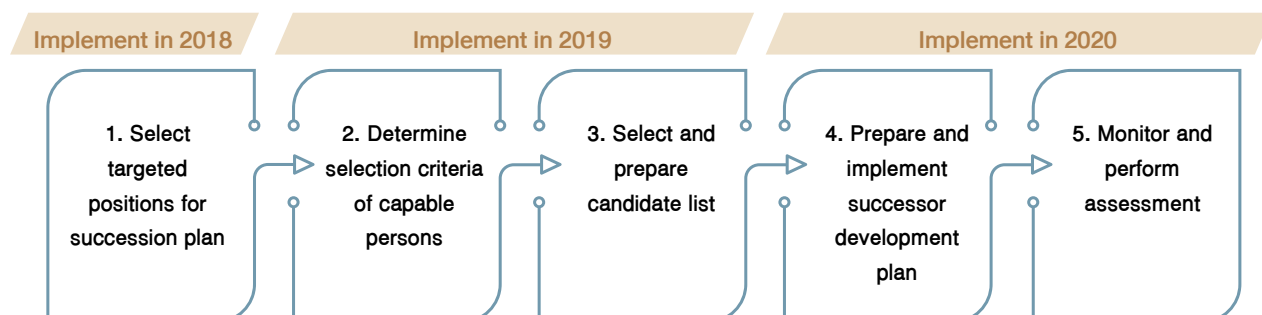 Implement in 2018
Implement in 2019
Implement in 2020
1. Select
targeted
positions for
succession plan
2. Determine
selection criteria
of capable
persons
3. Select and
prepare
candidate list
4. Prepare and
implement
successor
development
plan
5. Monitor and
perform
assessment